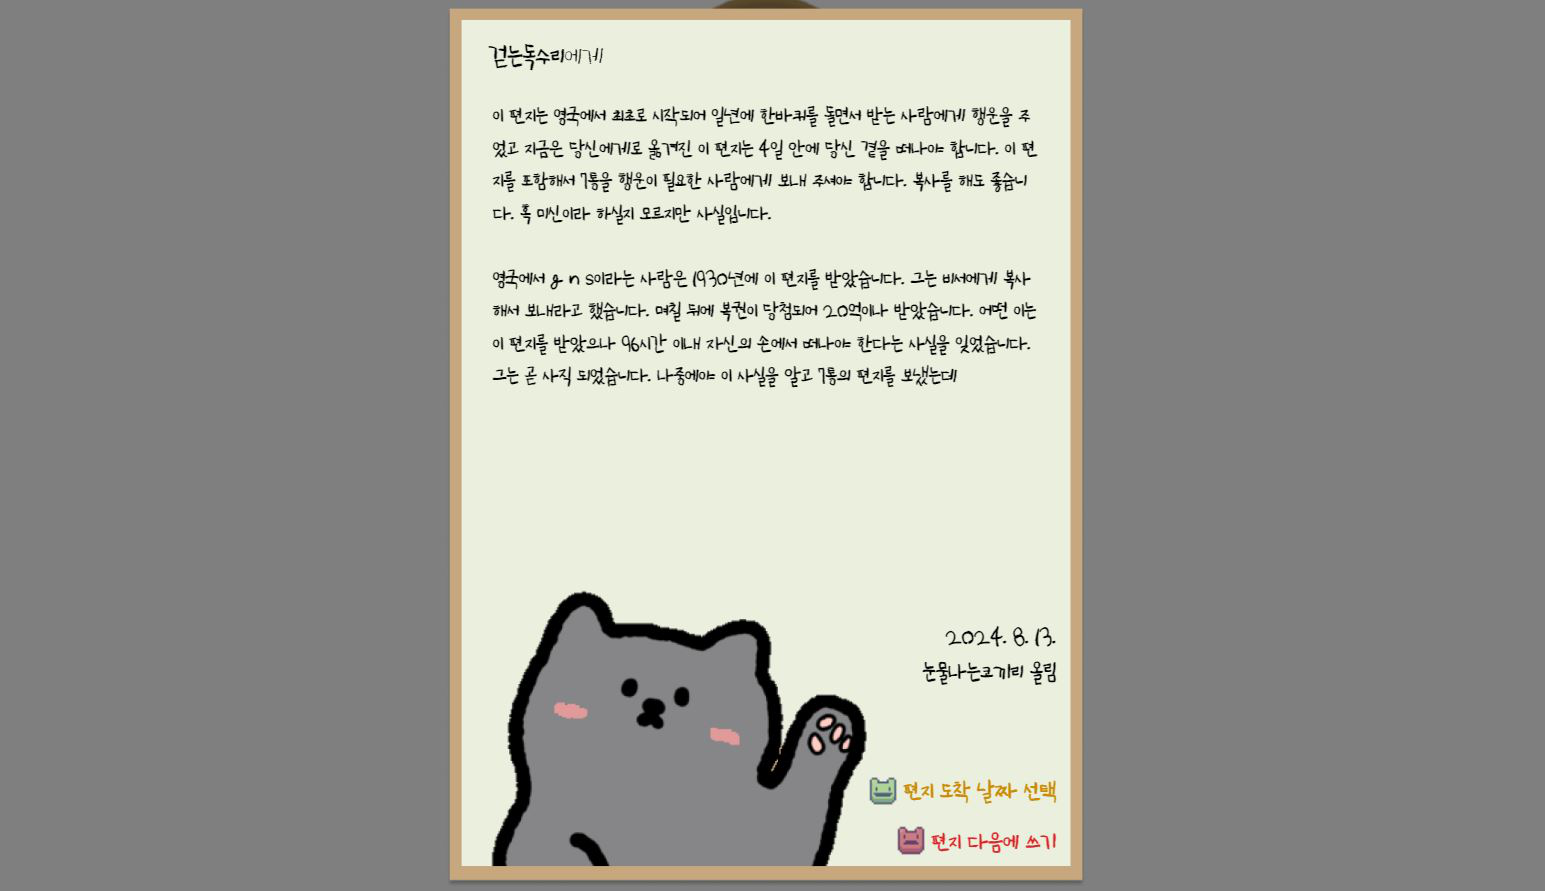 걷는독수리에게
이 편지는 영국에서 최초로 시작되어 일년에 한바퀴를 돌면서 받는 사람에게 행운을 주
었고 지금은 당신에게로 옮겨진 이 편지는 4일 안에 당신 곁을 떠나야 합니다. 이 편
지를 포함해서 7통을 행운이 필요한 사람에게 보내 주셔야 합니다. 복사를 해도 좋습니
다. 혹 미신이라 하실지 모르지만 사실입니다.
영국에서 g n s이라는 사람은 1930년에 이 편지를 받았습니다. 그는 비서에게 복사
해서 보내라고 했습니다. 며칠 뒤에 복권이 당첨되어 20억이나 받았습니다. 어떤 이는
이 편지를 받았으나 96시간 이내 자신의 손에서 떠나야 한다는 사실을 잊었습니다.
그는 곧 사직 되었습니다. 나중에야 이 사실을 알고 7통의 편지를 보냈는데
2024. 8. 13.
눈물나는코끼리 올림
편지 도착 날짜 선택
편지 다음에 쓰기